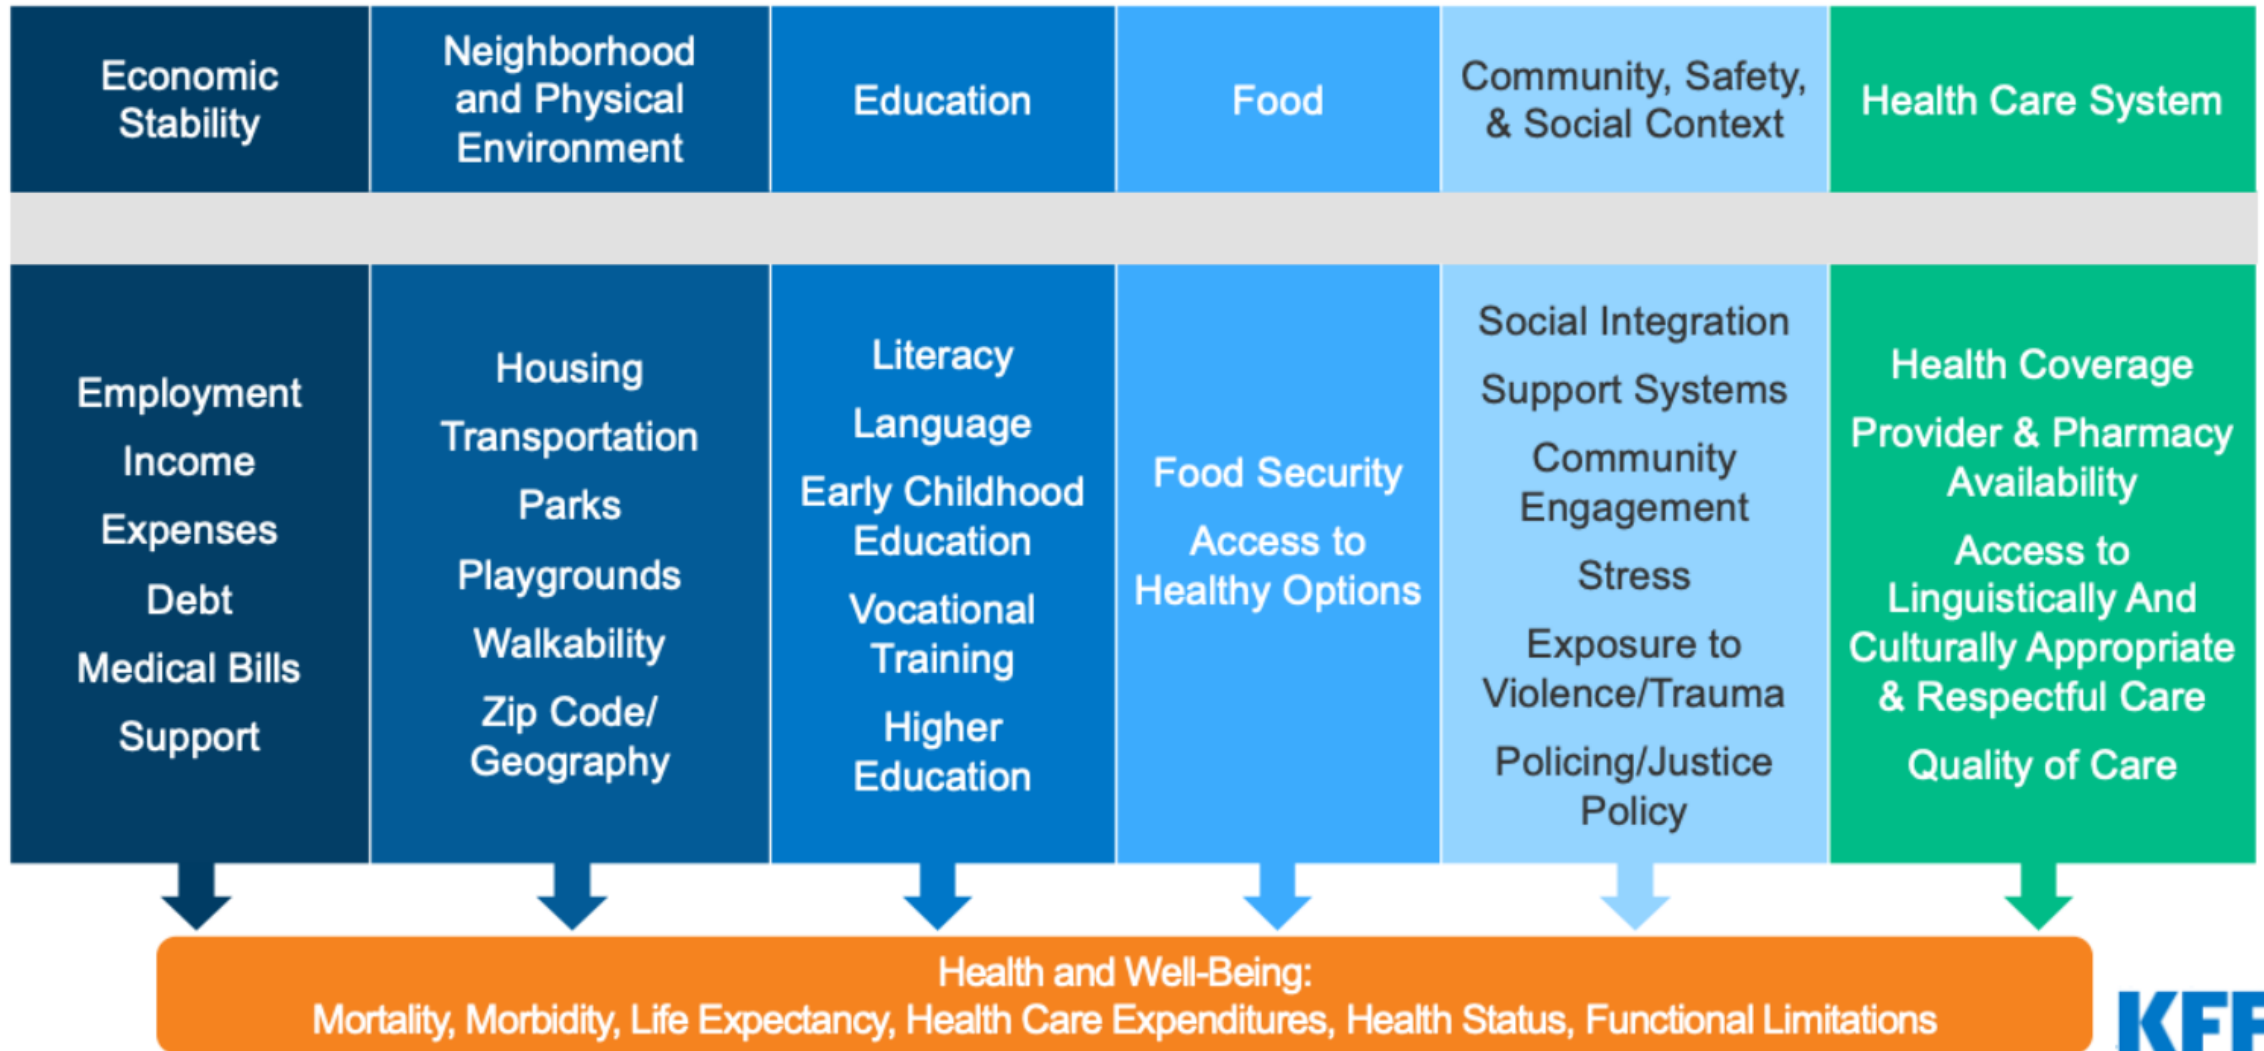 Economic
Stability
Neighborhood
and Physical
Environment
Education
Food
Community, Safety,
& Social Context
Health Care System
Employment
Income
Expenses
Debt
Medical Bills
Support
Housing
Transportation
Parks
Playgrounds
Walkability
Zip Code/
Geography
Literacy
Language
Early Childhood
Education
Vocational
Training
Higher
Education
Food Security
Access to
Healthy Options
Social Integration
Support Systems
Community
Engagement
Stress
Exposure to
Violence/Trauma
Policing/Justice
Policy
Health Coverage
Provider & Pharmacy
Availability
Access to
Linguistically And
Culturally Appropriate
& Respectful Care
Quality of Care
Health and Well-Being:
Mortality, Morbidity, Life Expectancy, Health Care Expenditures, Health Status, Functional Limitations
KFF